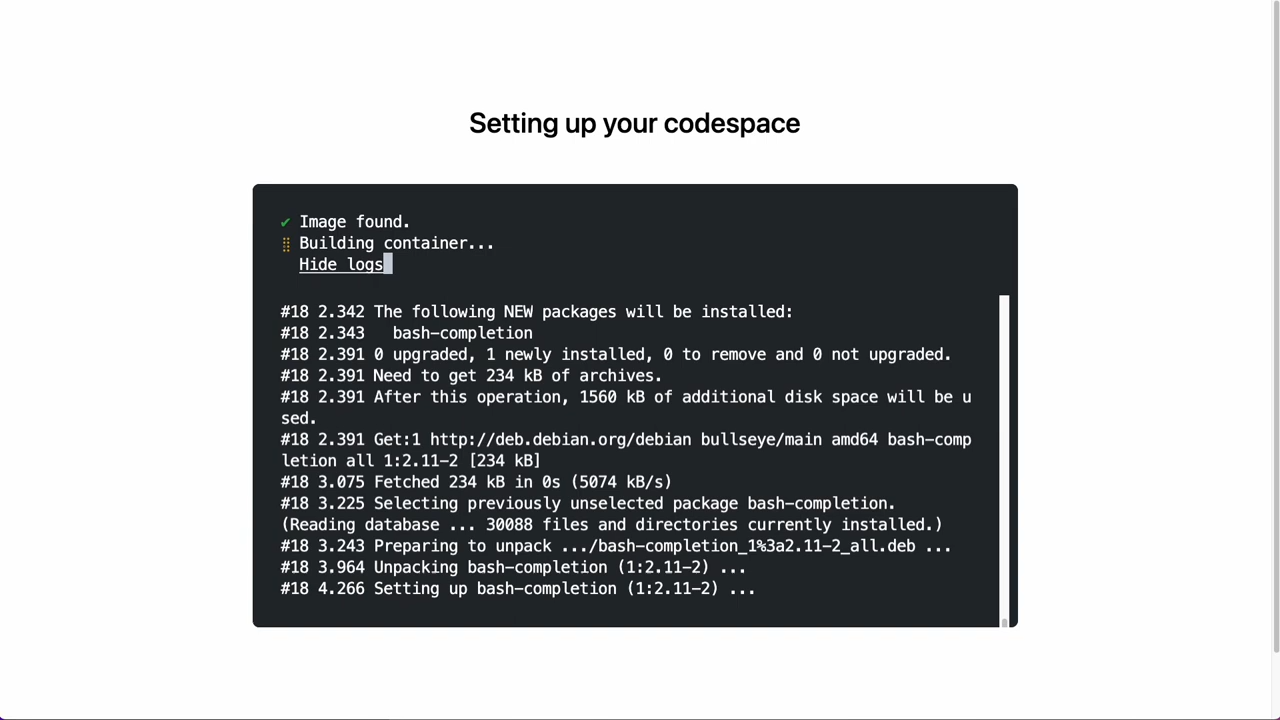 Setting up your codespace
✔ Image found.
⣿ Building container...
Hide logs
#18 2.342 The following NEW packages will be installed:
#18 2.343   bash-completion
#18 2.391 0 upgraded, 1 newly installed, 0 to remove and 0 not upgraded.
#18 2.391 Need to get 234 kB of archives.
#18 2.391 After this operation, 1560 kB of additional disk space will be u
sed.
#18 2.391 Get:1 http://deb.debian.org/debian bullseye/main amd64 bash-comp
letion all 1:2.11-2 [234 kB]
#18 3.075 Fetched 234 kB in 0s (5074 kB/s)
#18 3.225 Selecting previously unselected package bash-completion.
(Reading database ... 30088 files and directories currently installed.)
#18 3.243 Preparing to unpack .../bash-completion_1%3a2.11-2_all.deb ...
#18 3.964 Unpacking bash-completion (1:2.11-2) ...
#18 4.266 Setting up bash-completion (1:2.11-2) ...